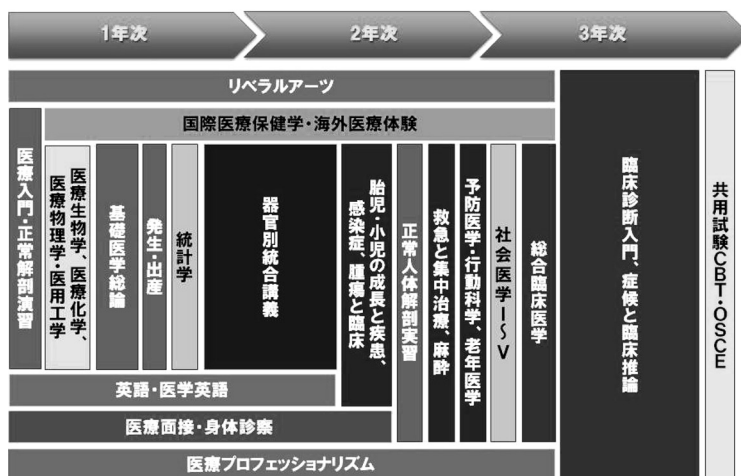 1年次
2年次
3年次
リベラルアーツ
国際医療保健学・海外医療体験
医療入門・正常解剖演習
医療生物学、医療化学、
医療物理学・医用工学
基礎医学総論
発生・出産
統計学
器官別統合講義
胎児・小児の成長と疾患、
感染症、腫瘍と臨床
正常人体解剖実習
救急と集中治療、麻酔
予防医学・行動科学、老年医学
社会医学Ⅰ～Ⅴ
総合臨床医学
臨床診断入門、症候と臨床推論
共用試験CBT・OSCE
英語・医学英語
医療面接・身体診察
医療プロフェッショナリズム